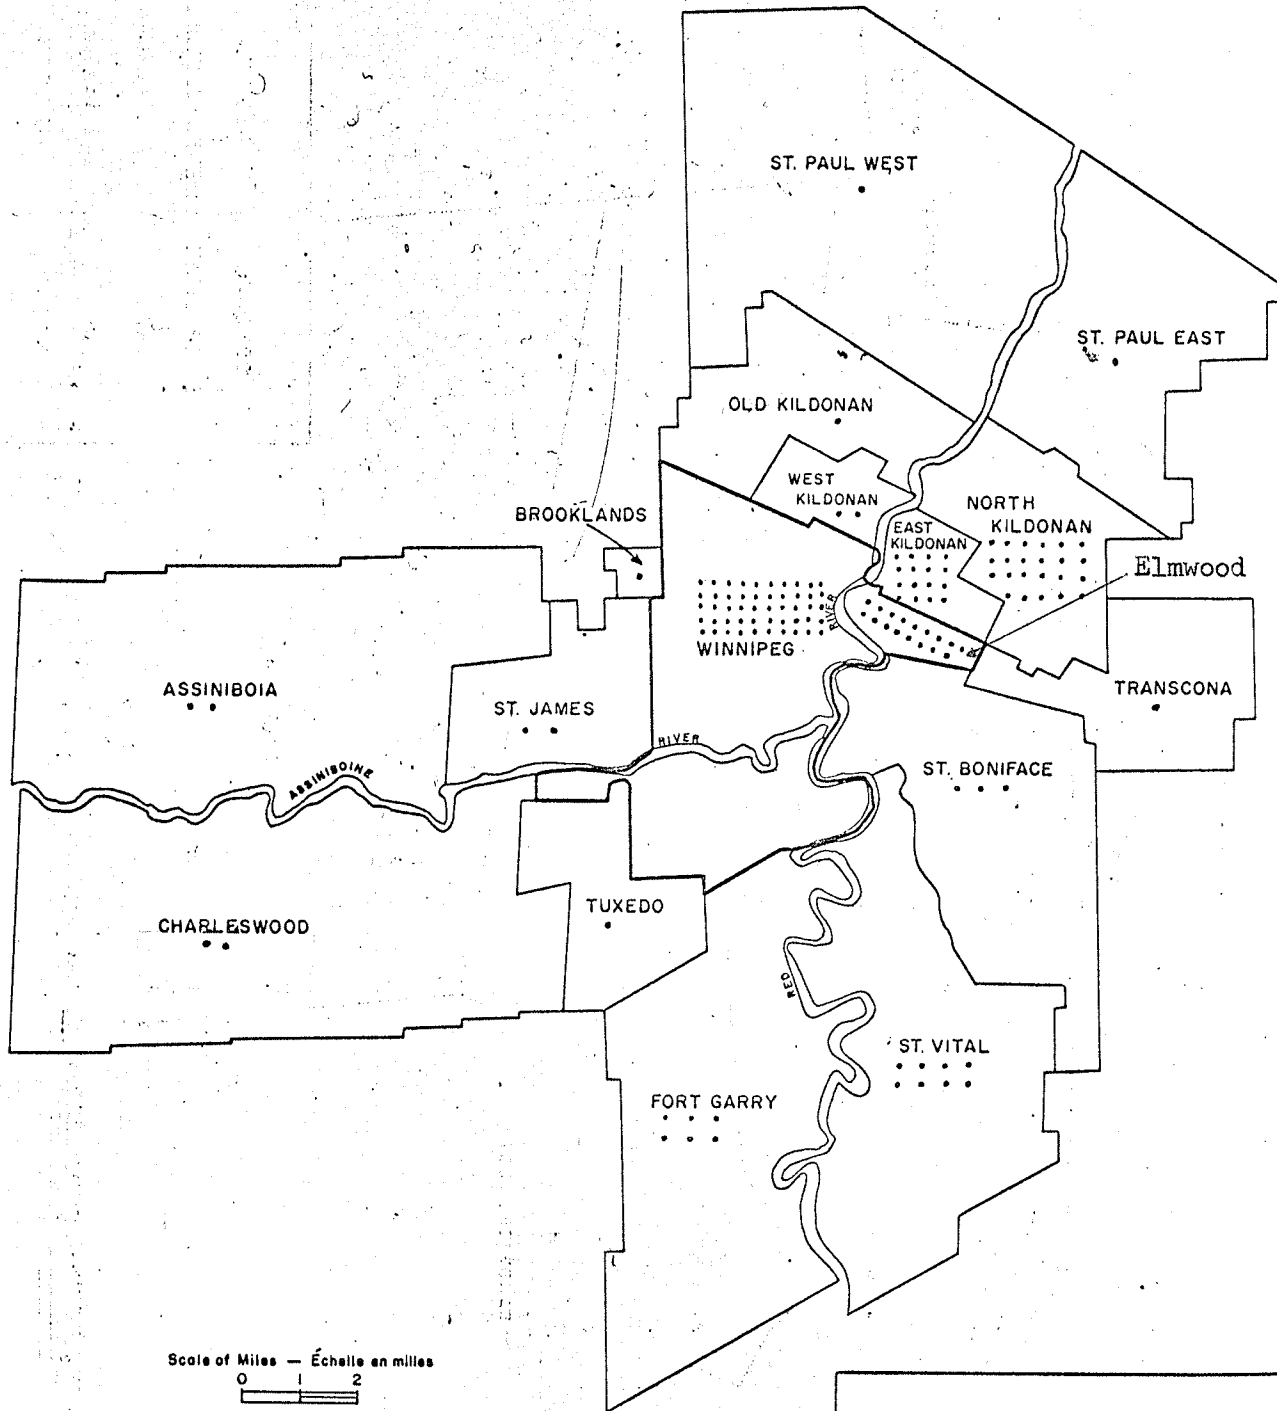 ST. PAUL WEST
ST. PAUL EAST
OLD KILDONAN
WEST
KILDONAN
NORTH
KILDONAN
BROOKLANDS
EAST
KILDONAN
Elmwood
RIVER
WINNIPEG
ASSINIBOIA
TRANSCONA
ST. JAMES
RIVER
ASSINIBOINE
ST. BONIFACE
TUXEDO
CHARLESWOOD
RED
ST. VITAL
FORT GARRY
Scale of Miles — Échelle en milles
0 1 2